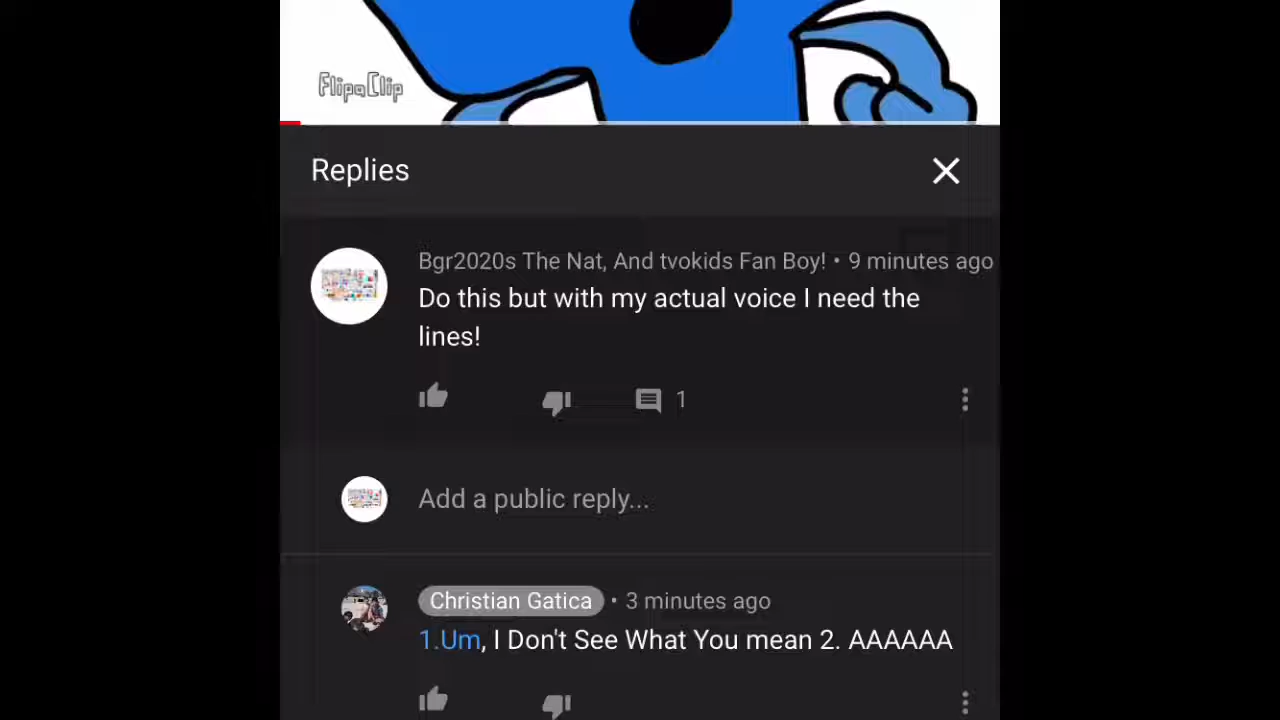 FlipaClip
Replies
Bgr2020s The Nat, And tvokids Fan Boy! • 9 minutes ago
Do this but with my actual voice I need the
lines!
1
Add a public reply...
Christian Gatica • 3 minutes ago
1.Um, I Don't See What You mean 2. AAAAAA